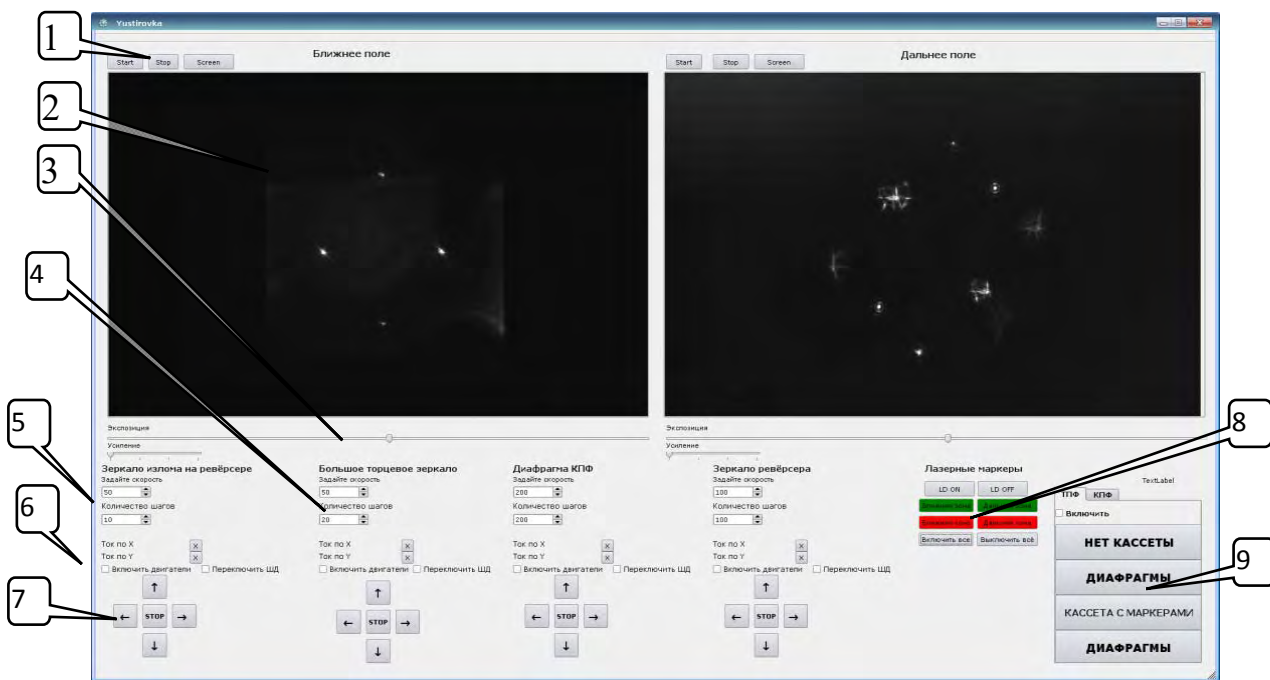 Yustirovka
1
Start Stop Screen
Ближнее поле
Start Stop Screen
Дальнее поле
2
3
4
5
6
7
8
9
Экспозиция
Усиление
Экспозиция
Усиление
Зеркало излома на ревёрсере
Задайте скорость
50
Количество шагов
10
Ток по X X
Ток по Y X
Включить двигатели Переключить ШД
↑
← STOP →
↓
Большое торцевое зеркало
Задайте скорость
50
Количество шагов
20
Ток по X X
Ток по Y X
Включить двигатели Переключить ШД
↑
← STOP →
↓
Диафрагма КПФ
Задайте скорость
200
Количество шагов
200
Ток по X X
Ток по Y X
Включить двигатели Переключить ШД
↑
← STOP →
↓
Зеркало ревёрсера
Задайте скорость
100
Количество шагов
100
Ток по X X
Ток по Y X
Включить двигатели Переключить ШД
↑
← STOP →
↓
Лазерные маркеры
LD ON LD OFF
Включить все Выключить всё
TextLabel
ТПФ КПФ
Включить
НЕТ КАССЕТЫ
ДИАФРАГМЫ
КАССЕТА С МАРКЕРАМИ
ДИАФРАГМЫ